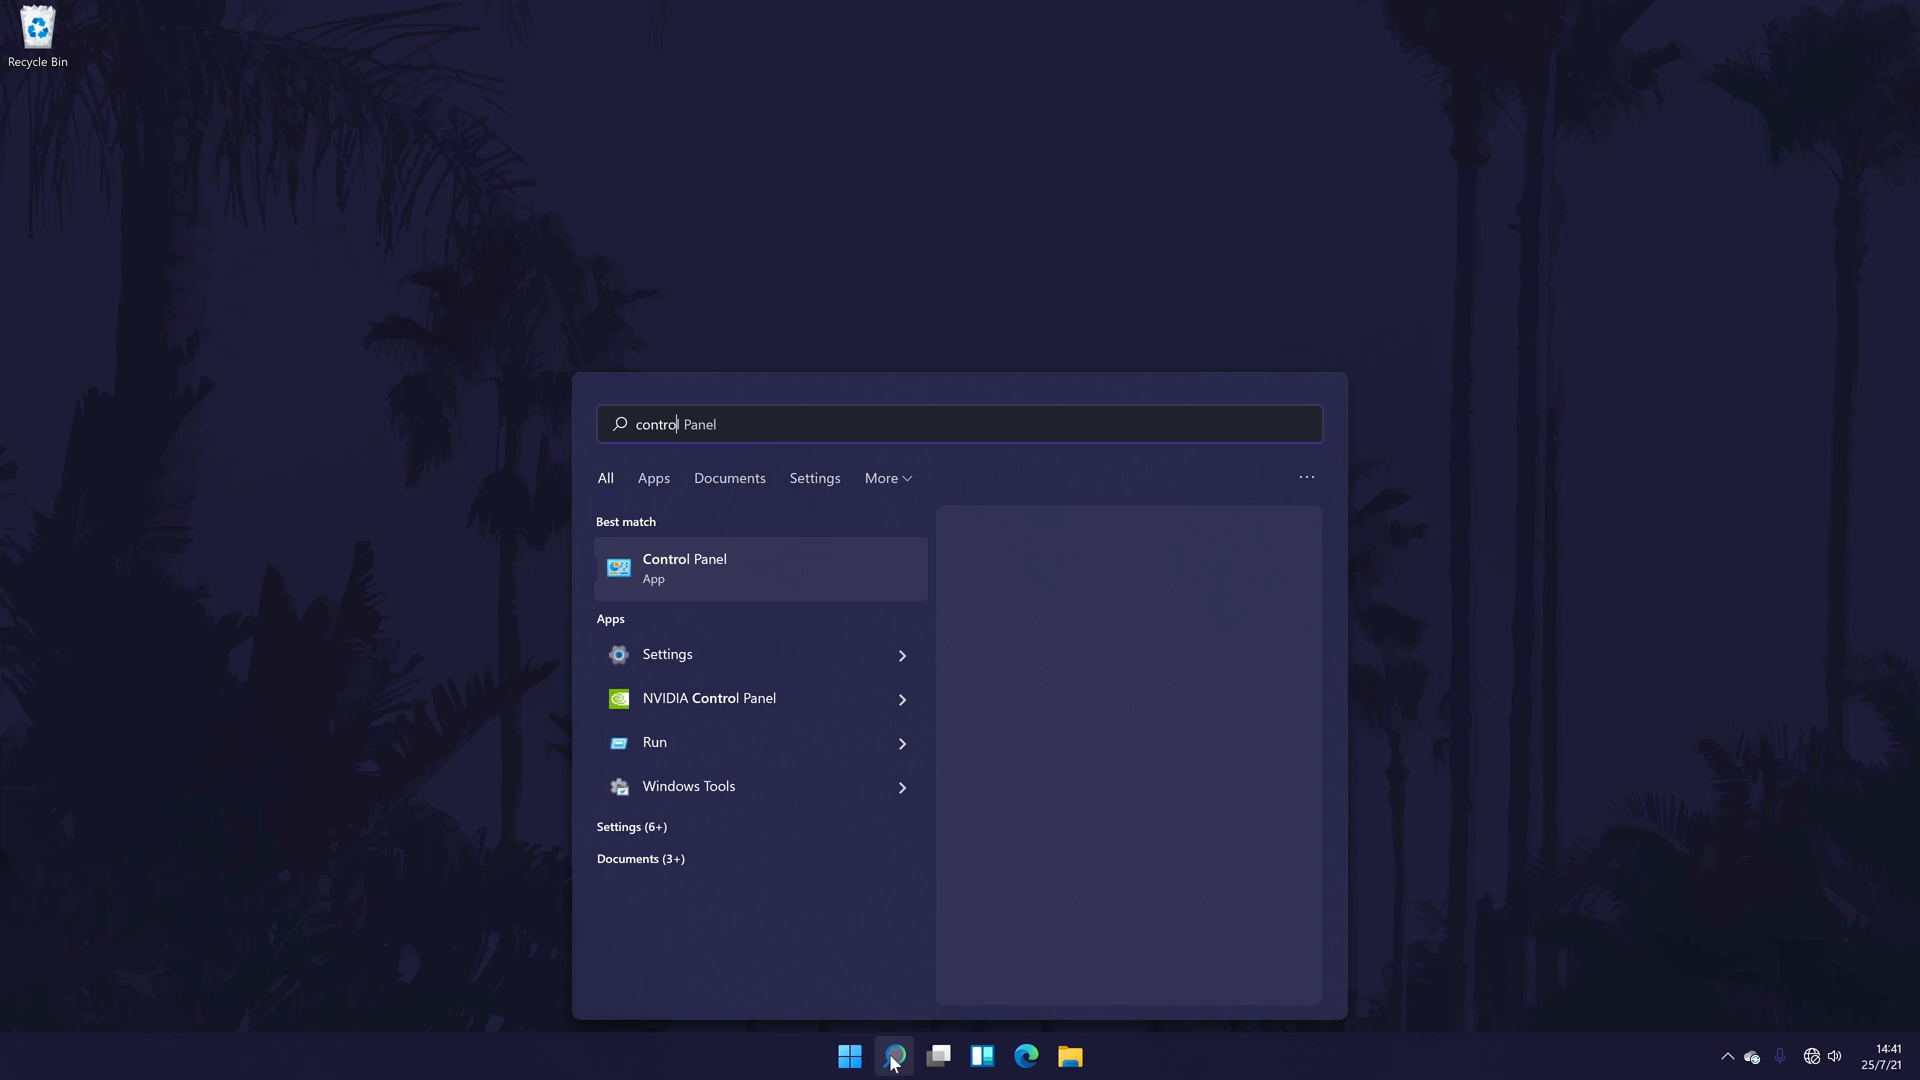 Recycle Bin
control Panel
All Apps Documents Settings More
Best match
Control Panel
App
Apps
Settings
NVIDIA Control Panel
Run
Windows Tools
Settings (6+)
Documents (3+)
14:41
25/7/21